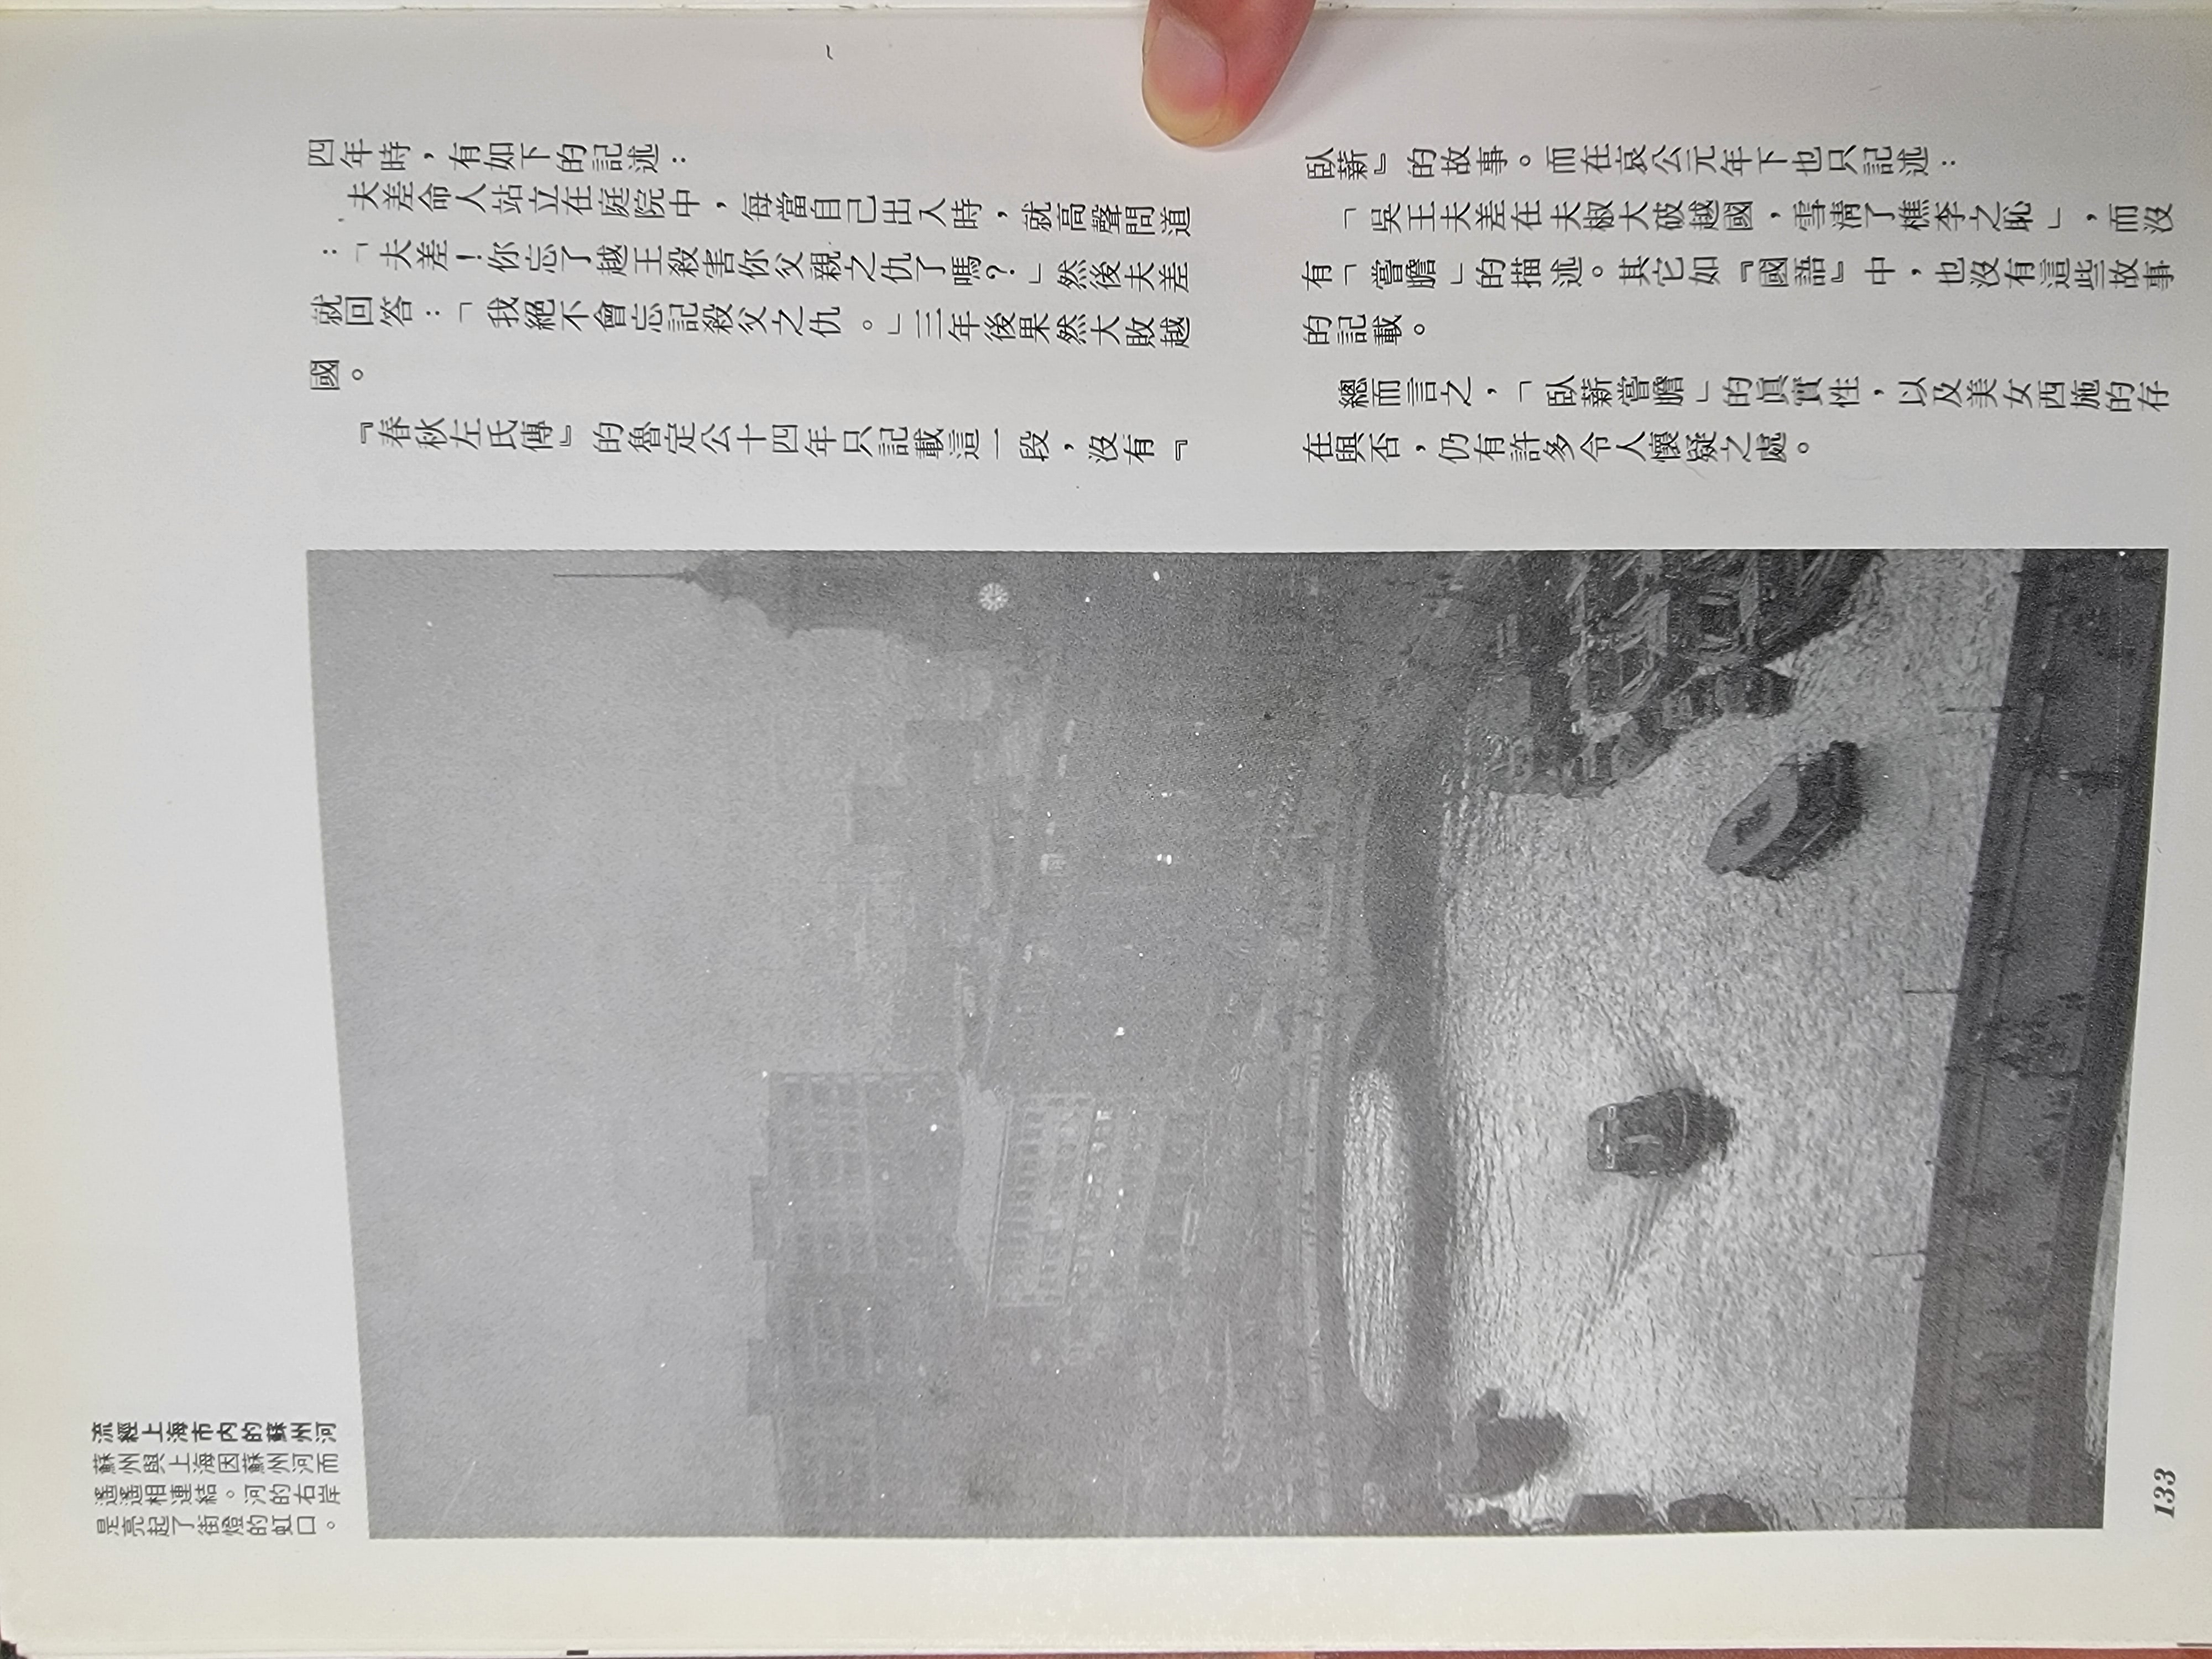 四年時，有如下的記述：
夫差命人站立在庭院中，每當自己出入時，就高聲問道
：「夫差！你忘了越王殺害你父親之仇了嗎？」然後夫差
就回答：「我絕不會忘記殺父之仇。」三年後果然大敗越
國。
『春秋左氏傳』的魯定公十四年只記載這一段，沒有『
臥薪』的故事。而在哀公元年下也只記述：
「吳王夫差在夫椒大破越國，雪清了樵李之恥」，而沒
有「嘗膽」的描述。其它如『國語』中，也沒有這些故事
的記載。
總而言之，「臥薪嘗膽」的眞實性，以及美女西施的存
在與否，仍有許多令人懷疑之處。
流經上海市內的蘇州河
蘇州與上海因蘇州河而
遙遙相連結。河的右岸
是亮起了街燈的虹口。
133